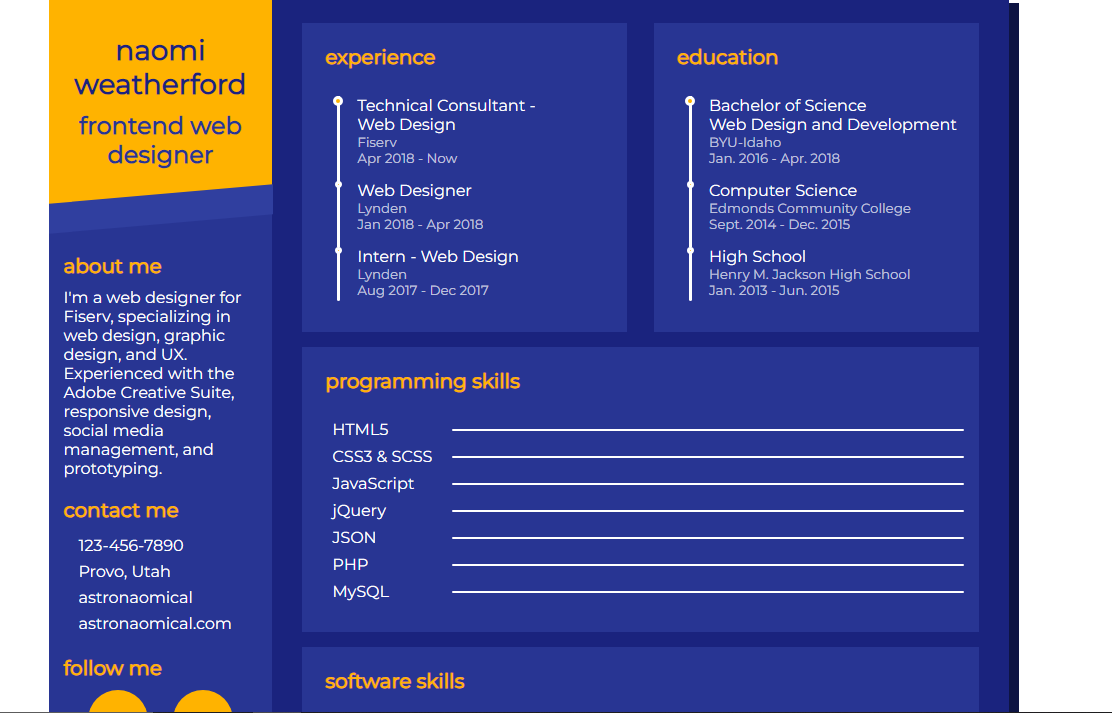 naomi
weatherford
frontend web
designer
about me
I'm a web designer for
Fiserv, specializing in
web design, graphic
design, and UX.
Experienced with the
Adobe Creative Suite,
responsive design,
social media
management, and
prototyping.
contact me
123-456-7890
Provo, Utah
astronaomical
astronaomical.com
follow me
experience
Technical Consultant -
Web Design
Fiserv
Apr 2018 - Now
Web Designer
Lynden
Jan 2018 - Apr 2018
Intern - Web Design
Lynden
Aug 2017 - Dec 2017
education
Bachelor of Science
Web Design and Development
BYU-Idaho
Jan. 2016 - Apr. 2018
Computer Science
Edmonds Community College
Sept. 2014 - Dec. 2015
High School
Henry M. Jackson High School
Jan. 2013 - Jun. 2015
programming skills
HTML5
CSS3 & SCSS
JavaScript
jQuery
JSON
PHP
MySQL
software skills